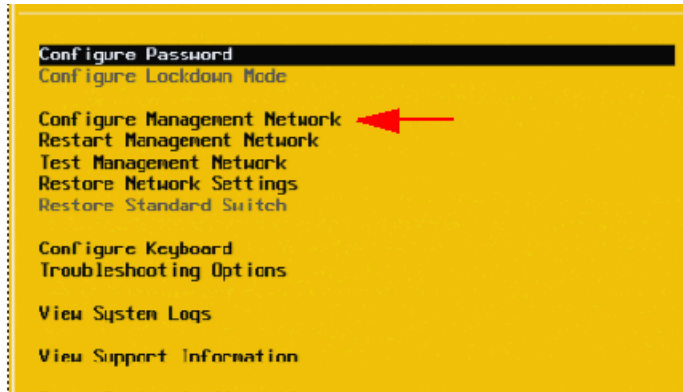 Configure Password
Configure Lockdown Mode
Configure Management Network
Restart Management Network
Test Management Network
Restore Network Settings
Restore Standard Switch
Configure Keyboard
Troubleshooting Options
View System Logs
View Support Information